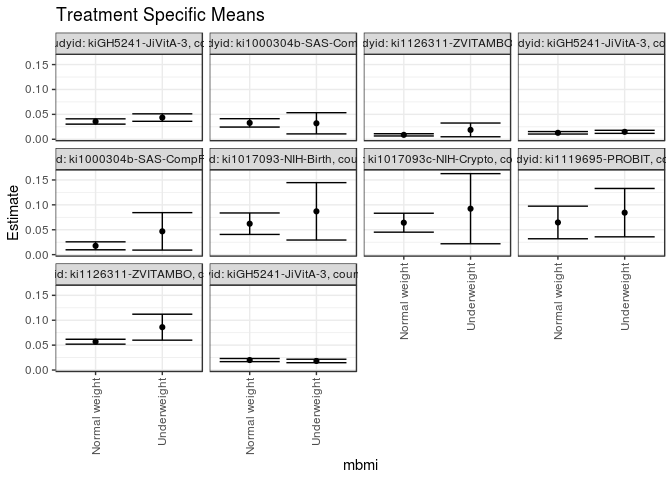 Treatment Specific Means
udyid: kiGH5241-JiVitA-3, co
dyid: ki1000304b-SAS-Com
dyid: ki1126311-ZVITAMBO
dyid: kiGH5241-JiVitA-3, co
0.15
0.10
0.05
0.00
d: ki1000304b-SAS-CompF
id: ki1017093-NIH-Birth, cou
: ki1017093c-NIH-Crypto, co
dyid: ki1119695-PROBIT, co
0.15
0.10
0.05
0.00
id: ki1126311-ZVITAMBO, c
id: kiGH5241-JiVitA-3, cour
0.15
0.10
0.05
0.00
Estimate
Normal weight
Underweight
Normal weight
Underweight
Normal weight
Underweight
Normal weight
Underweight
mbmi